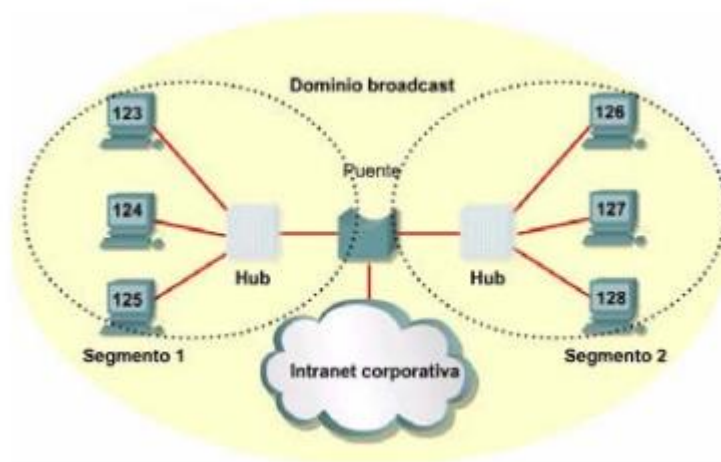 Dominio broadcast
123
126
Puente
124
127
Hub
Hub
125
128
Segmento 1
Segmento 2
Intranet corporativa